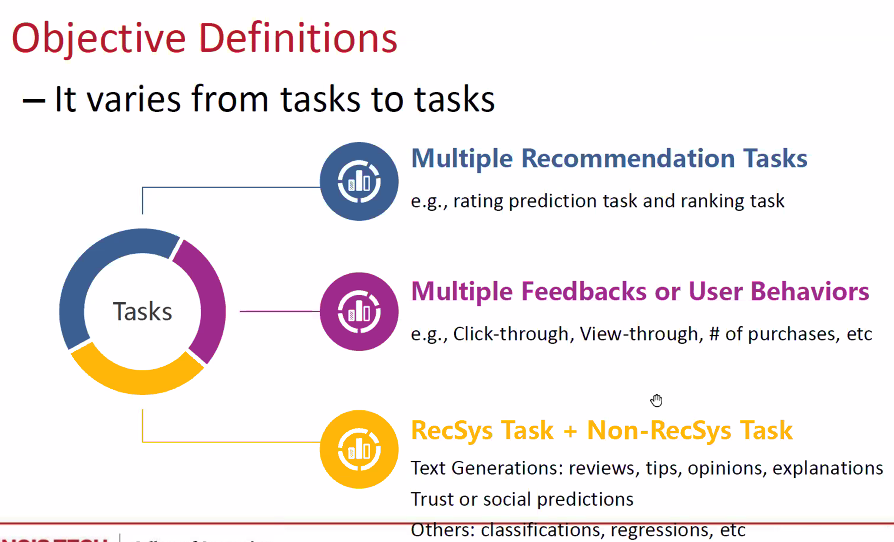 Objective Definitions
– It varies from tasks to tasks
Multiple Recommendation Tasks
e.g., rating prediction task and ranking task
Tasks
Multiple Feedbacks or User Behaviors
e.g., Click-through, View-through, # of purchases, etc
RecSys Task + Non-RecSys Task
Text Generations: reviews, tips, opinions, explanations
Trust or social predictions
Others: classifications, regressions, etc